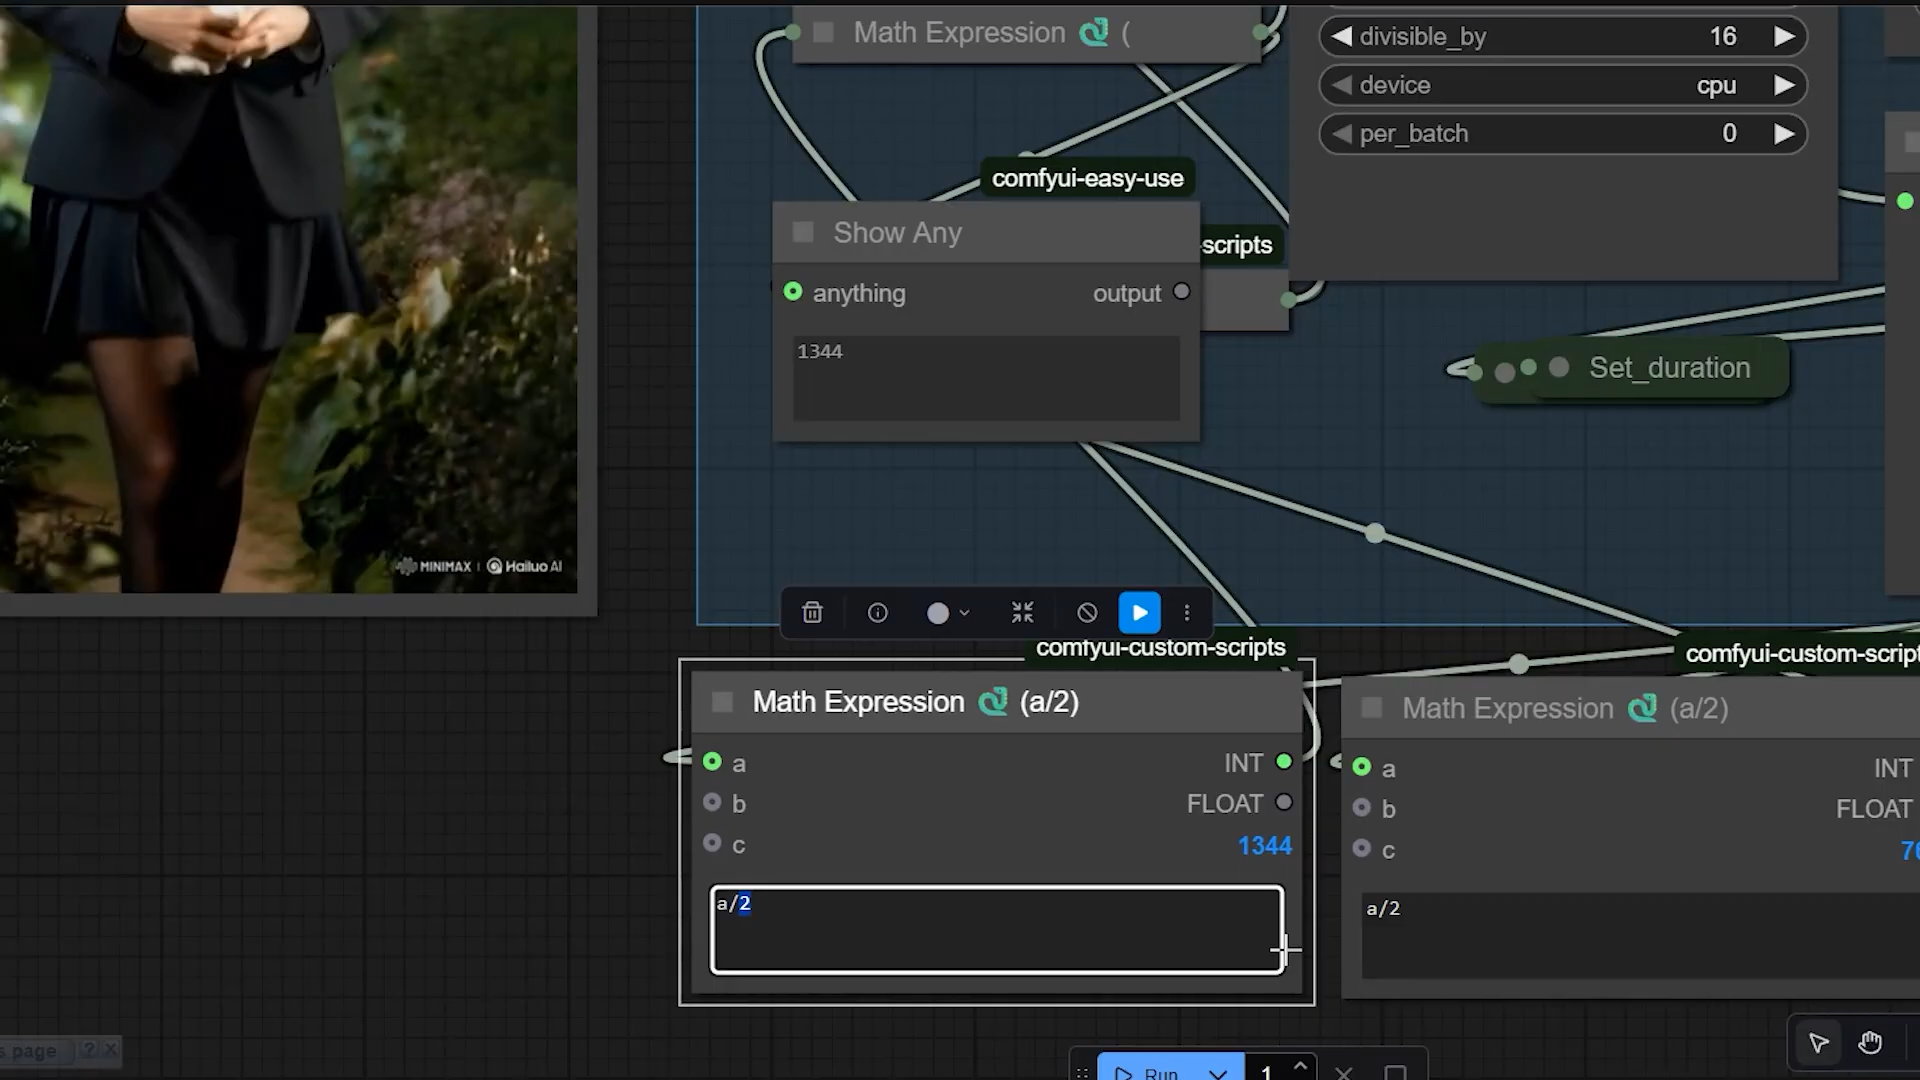 Math Expression (
divisible_by 16
device cpu
per_batch 0
comfyui-easy-use
Show Any
-scripts
anything output
1344
Set_duration
MINIMAX | Hailuo AI
comfyui-custom-scripts
Math Expression (a/2)
a INT
b FLOAT
c 1344
a/2
comfyui-custom-script
Math Expression (a/2)
a INT
b FLOAT
c 76
a/2
s page ? X
Run 1